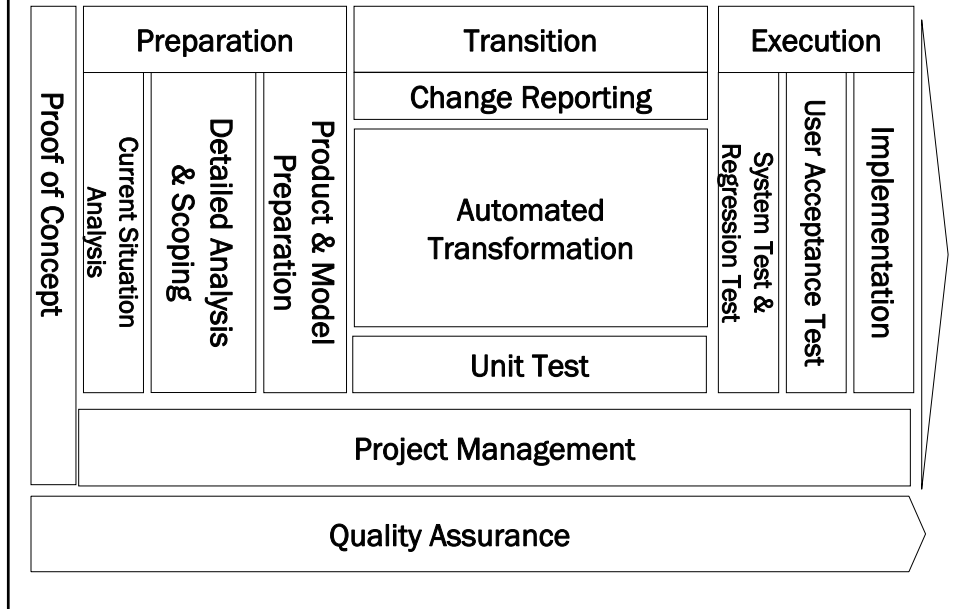 Proof of Concept
Preparation
Current Situation
Analysis
Detailed Analysis
& Scoping
Product & Model
Preparation
Transition
Change Reporting
Automated
Transformation
Unit Test
Execution
System Test &
Regression Test
User Acceptance Test
Implementation
Project Management
Quality Assurance